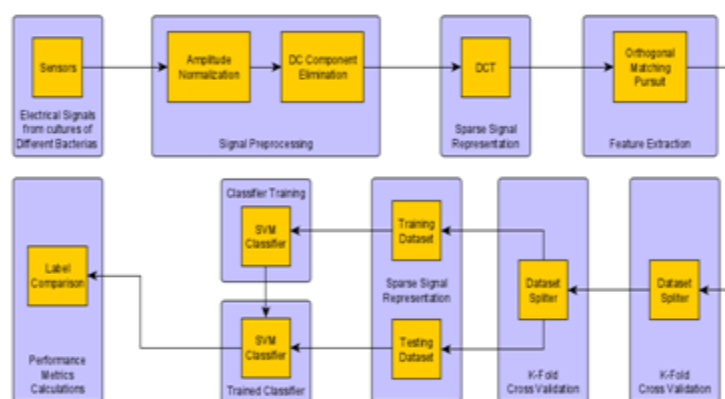 Sensors
Electrical Signals
from cultures of
Different Bacterias
Amplitude
Normalization
DC Component
Elimination
Signal Preprocessing
DCT
Sparse Signal
Representation
Orthogonal
Matching
Pursuit
Feature Extraction
Label
Comparison
Performance
Metrics
Calculations
Classifier Training
SVM
Classifier
SVM
Classifier
Trained Classifier
Training
Dataset
Sparse Signal
Representation
Testing
Dataset
Dataset
Spliter
K-Fold
Cross Validation
Dataset
Spliter
K-Fold
Cross Validation